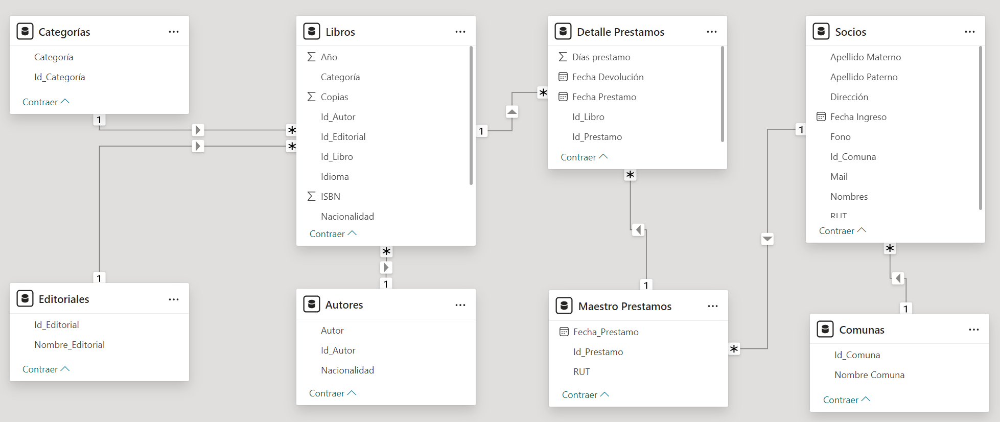 Categorías
Categoría
Id_Categoría
Contraer
1
*
*
1
Editoriales
Id_Editorial
Nombre_Editorial
Contraer
Libros
Año
Categoría
Copias
Id_Autor
Id_Editorial
Id_Libro
Idioma
ISBN
Nacionalidad
Contraer
*
1
Autores
Autor
Id_Autor
Nacionalidad
Contraer
1
*
Detalle Prestamos
Días prestamo
Fecha Devolución
Fecha Prestamo
Id_Libro
Id_Prestamo
Contraer
*
1
Maestro Prestamos
Fecha_Prestamo
Id_Prestamo
RUT
Contraer
*
1
Socios
Apellido Materno
Apellido Paterno
Dirección
Fecha Ingreso
Fono
Id_Comuna
Mail
Nombres
RUT
Contraer
*
1
Comunas
Id_Comuna
Nombre Comuna
Contraer